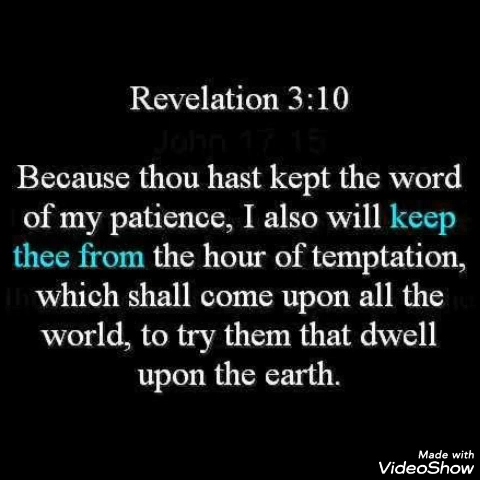 Revelation 3:10
John 17 15
Because thou hast kept the word
of my patience, I also will keep
thee from the hour of temptation,
which shall come upon all the
world, to try them that dwell
upon the earth.
Made with
VideoShow